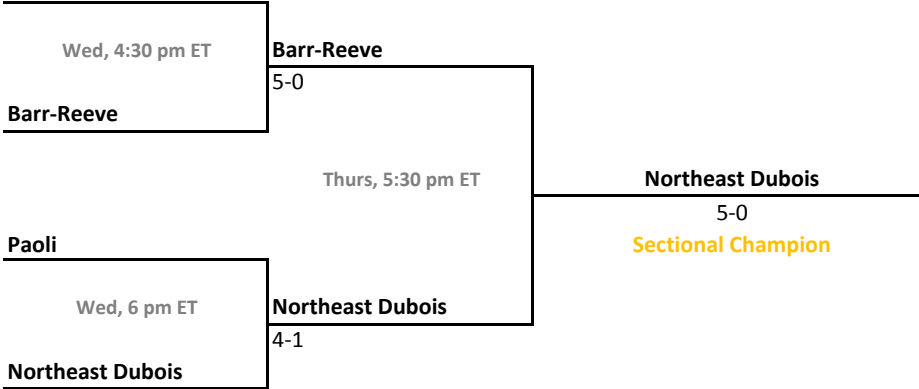 Wed, 4:30 pm ET
Barr-Reeve
5-0
Barr-Reeve
Thurs, 5:30 pm ET
Northeast Dubois
5-0
Sectional Champion
Paoli
Wed, 6 pm ET
Northeast Dubois
4-1
Northeast Dubois